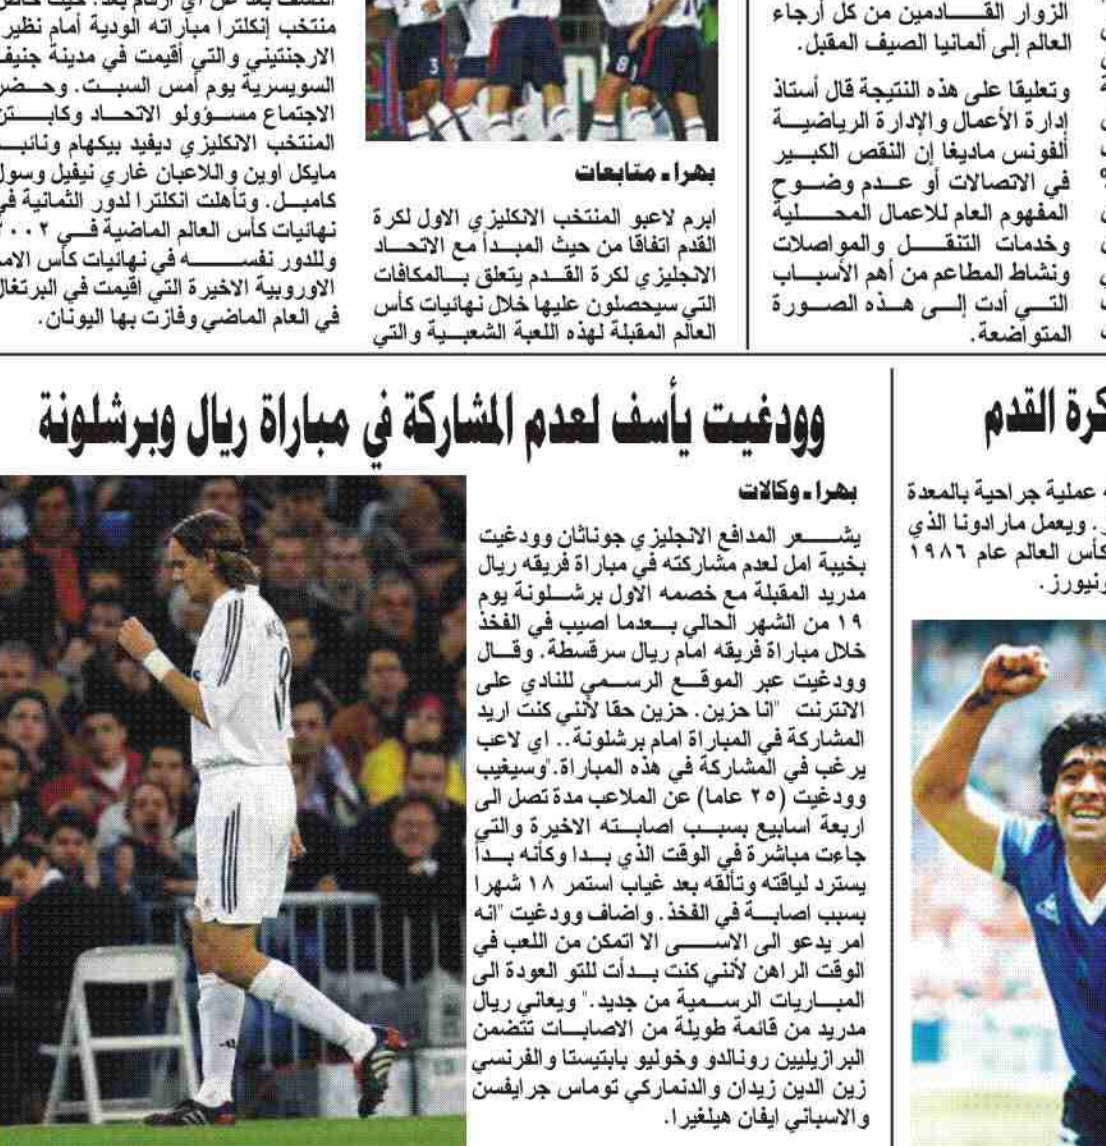 الزوار القادمين من كل أرجاء
العالم إلى ألمانيا الصيف المقبل.
وتعليقا على هذه النتيجة قال أستاذ
إدارة الأعمال والإدارة الرياضية
ألفونس ماديغا إن النقص الكبير
في الاتصالات أو عدم وضوح
المفهوم العام للاعمال المحلية
وخدمات التنقل والمواصلات
ونشاط المطاعم من أهم الأسباب
التي أدت إلى هذه الصورة
المتواضعة.
بهرا - متابعات
ابرم لاعبو المنتخب الانكليزي الاول لكرة
القدم اتفاقا من حيث المبدأ مع الاتحاد
الانجليزي لكرة القدم يتعلق بالمكافات
التي سيحصلون عليها خلال نهائيات كأس
العالم المقبلة لهذه اللعبة الشعبية والتي
منتخب إنكلترا مباراته الودية أمام نظير
الارجنتيني والتي أقيمت في مدينة جنيف
السويسرية يوم أمس السبت. وحضر
الاجتماع مسؤولو الاتحاد وكابتن
المنتخب الانكليزي ديفيد بيكهام ونائب
مايكل اوين واللاعبان غاري نيفيل وسول
كامبل. وتأهلت انكلترا لدور الثمانية في
نهائيات كأس العالم الماضية في ٢٠٠٢
وللدور نفسه في نهائيات كأس الام
الاوروبية الاخيرة التي اقيمت في البرتغال
في العام الماضي وفازت بها اليونان.
كرة القدم
عملية جراحية بالمعدة
. ويعمل مارادونا الذي
كأس العالم عام ١٩٨٦
ونيورز.
وودغيت يأسف لعدم المشاركة في مباراة ريال وبرشلونة
بهرا - وكالات
يشعر المدافع الانجليزي جوناثان وودغيت
بخيبة امل لعدم مشاركته في مباراة فريقه ريال
مدريد المقبلة مع خصمه الاول برشلونة يوم
١٩ من الشهر الحالي بعدما اصيب في الفخذ
خلال مباراة فريقه امام ريال سرقسطة. وقال
وودغيت عبر الموقع الرسمي للنادي على
الانترنت "انا حزين. حزين حقا لأنني كنت اريد
المشاركة في المباراة امام برشلونة.. اي لاعب
يرغب في المشاركة في هذه المباراة."وسيغيب
وودغيت (٢٥ عاما) عن الملاعب مدة تصل الى
اربعة اسابيع بسبب اصابته الاخيرة والتي
جاءت مباشرة في الوقت الذي بدا وكأنه بدأ
يسترد لياقته وتألقه بعد غياب استمر ١٨ شهرا
بسبب اصابة في الفخذ. واضاف وودغيت "انه
امر يدعو الى الاسى الا اتمكن من اللعب في
الوقت الراهن لأنني كنت بدأت للتو العودة الى
المباريات الرسمية من جديد." ويعاني ريال
مدريد من قائمة طويلة من الاصابات تتضمن
البرازيليين رونالدو وخوليو بابتيستا والفرنسي
زين الدين زيدان والدنماركي توماس جرايفسن
والاسباني ايفان هيلغيرا.